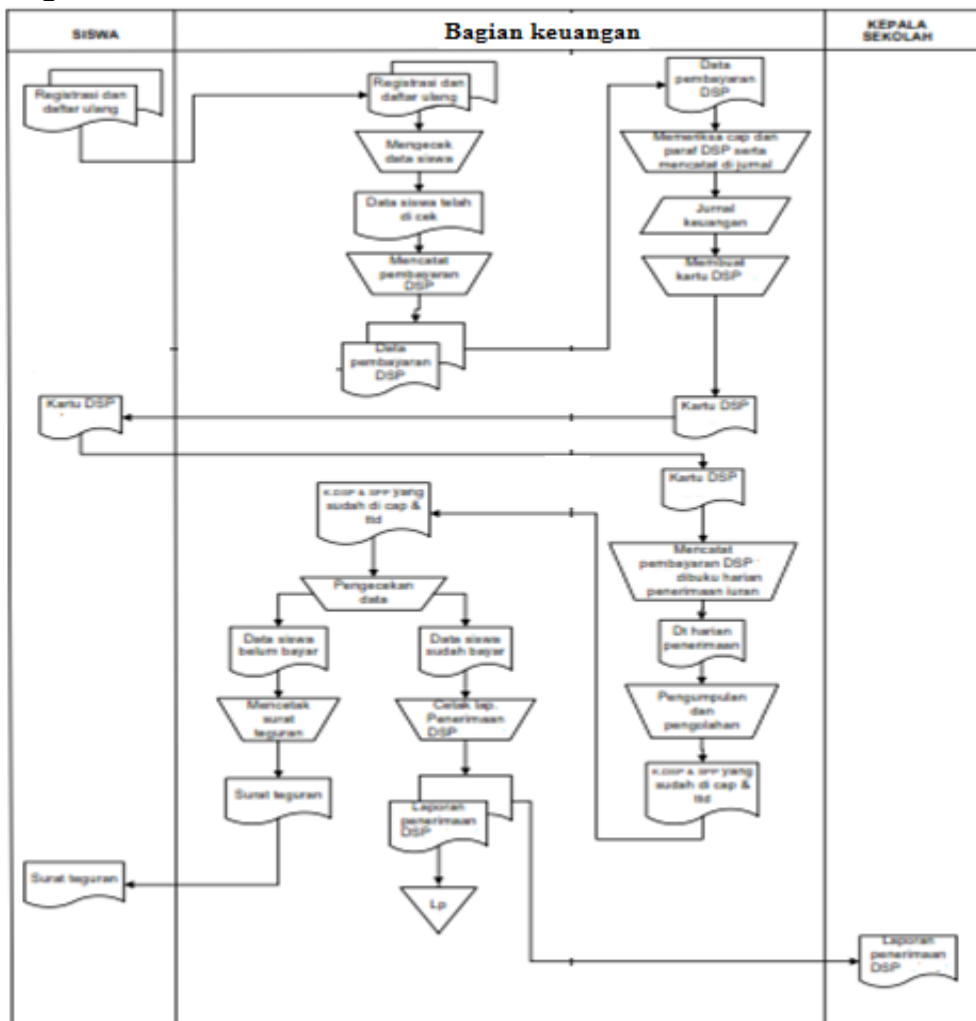 SISWA
Bagian keuangan
KEPALA
SEKOLAH
Registrasi dan
daftar ulang
Registrasi dan
daftar ulang
Mengecek
data siswa
Data siswa telah
di cek
Mencatat
pembayaran
DSP
Data
pembayaran
DSP
Data
pembayaran
DSP
Memeriksa cap dan
paraf DSP serta
mencatat di jurnal
Jurnal
keuangan
Membuat
kartu DSP
Kartu DSP
Kartu DSP
Kartu DSP
Mencatat
pembayaran DSP
dibuku harian
penerimaan iuran
Dt harian
penerimaan
Pengumpulan
dan
pengolahan
K.DSP & SPP yang
sudah di cap &
ttd
K.DSP & SPP yang
sudah di cap &
ttd
Pengecekan
data
Data siswa
belum bayar
Data siswa
sudah bayar
Mencetak
surat
teguran
Cetak lap.
Penerimaan
DSP
Surat teguran
Laporan
penerimaan
DSP
Surat teguran
Lp
Laporan
penerimaan
DSP